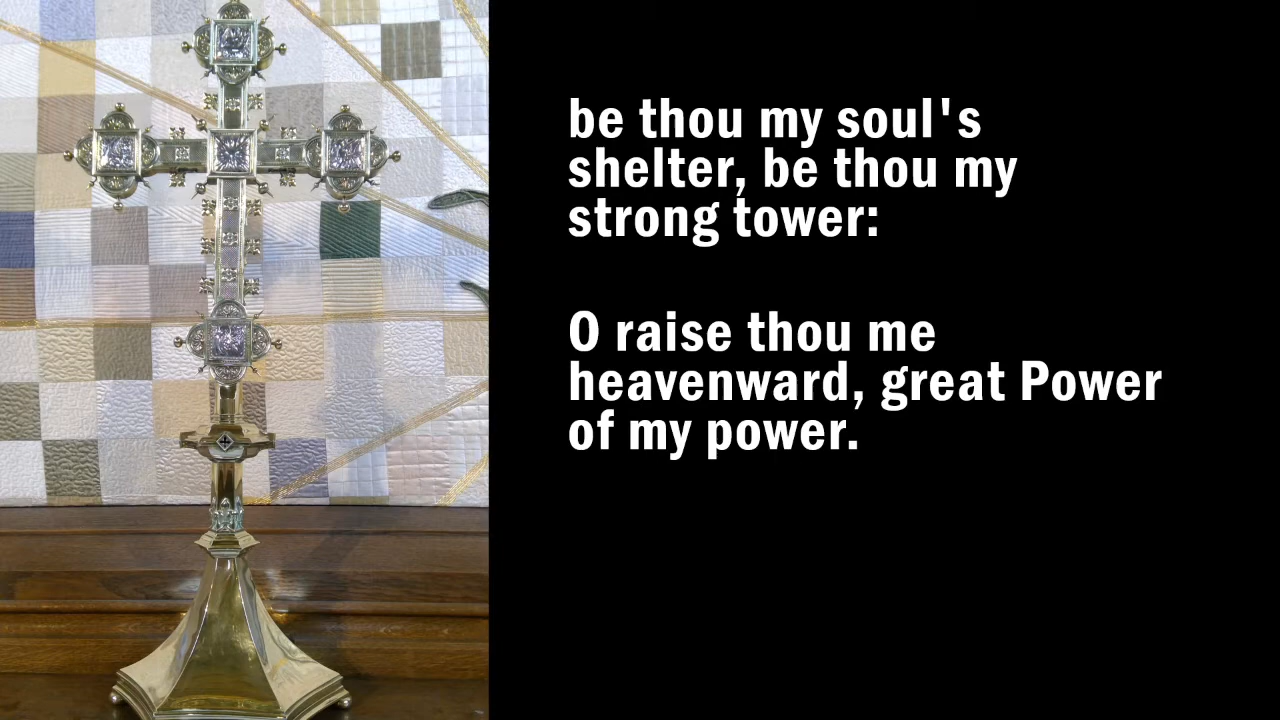 be thou my soul's
shelter, be thou my
strong tower:
O raise thou me
heavenward, great Power
of my power.